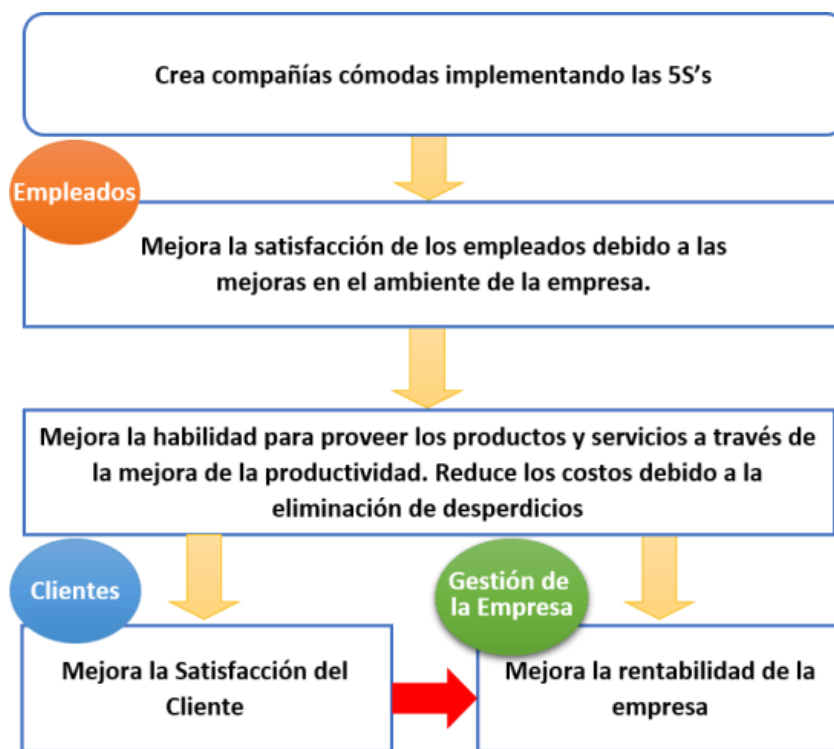 Crea compañías cómodas implementando las 5S’s
Empleados
Mejora la satisfacción de los empleados debido a las
mejoras en el ambiente de la empresa.
Mejora la habilidad para proveer los productos y servicios a través de
la mejora de la productividad. Reduce los costos debido a la
eliminación de desperdicios
Clientes
Mejora la Satisfacción del
Cliente
Gestión de
la Empresa
Mejora la rentabilidad de la
empresa